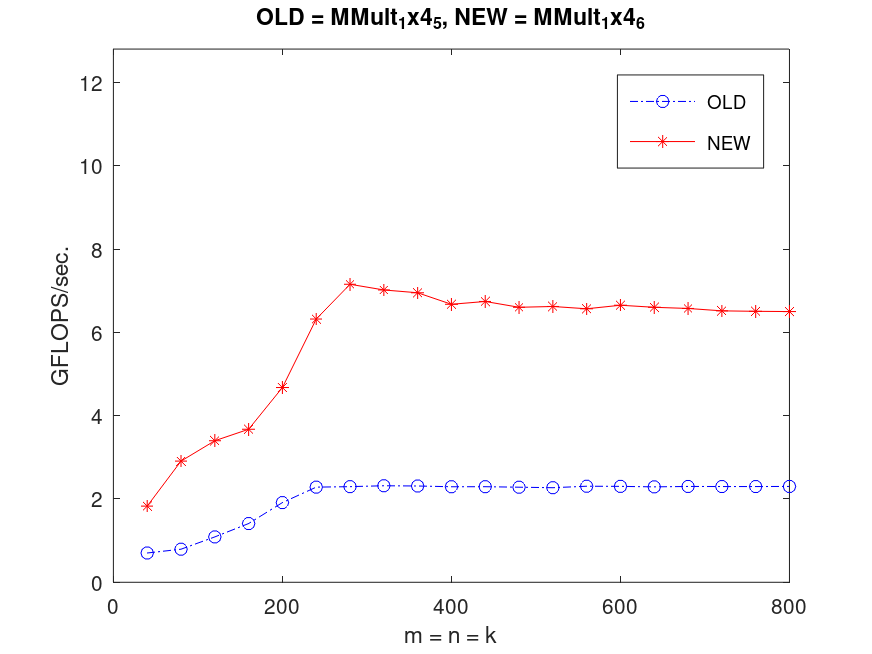 OLD = MMult₁x4₅, NEW = MMult₁x4₆
12
10
8
6
4
2
0
GFLOPS/sec.
OLD
NEW
0 200 400 600 800
m = n = k